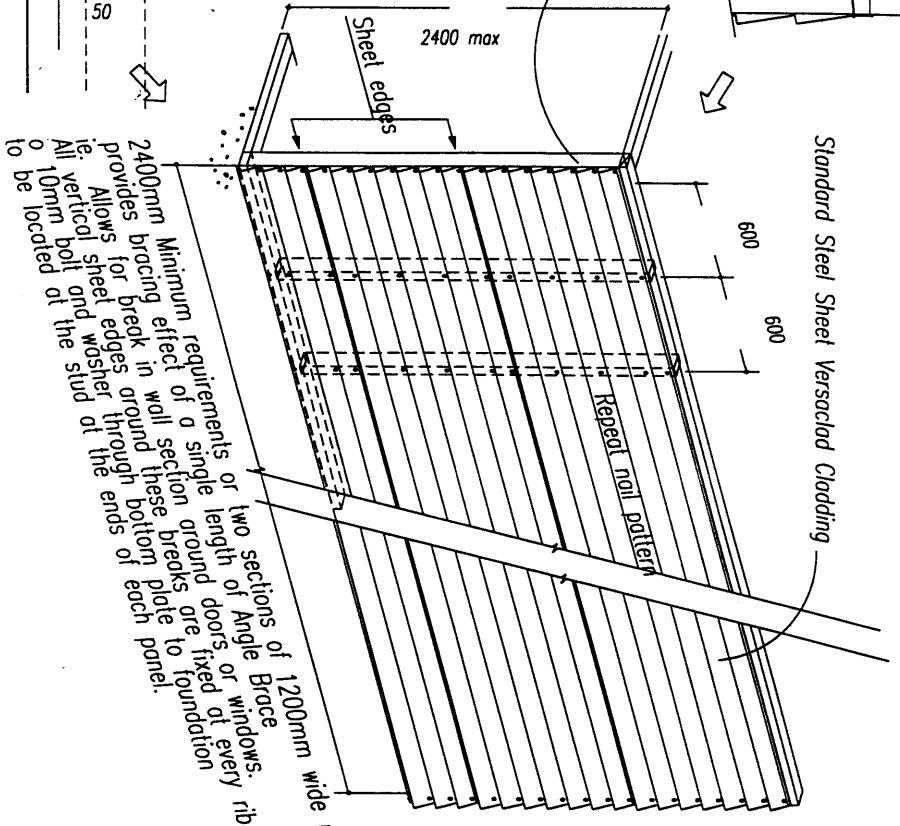 50
2400 max
Sheet edges
600
600
Standard Steel Sheet Versaclad Cladding
Repeat nail pattern
2400mm Minimum requirements or two sections of 1200mm wide
provides bracing effect of a single length of Angle Brace
ie. Allows for break in wall section around doors or windows.
All vertical sheet edges around these breaks are fixed at every rib
o 10mm bolt and washer through bottom plate to foundation
to be located at the stud at the ends of each panel.